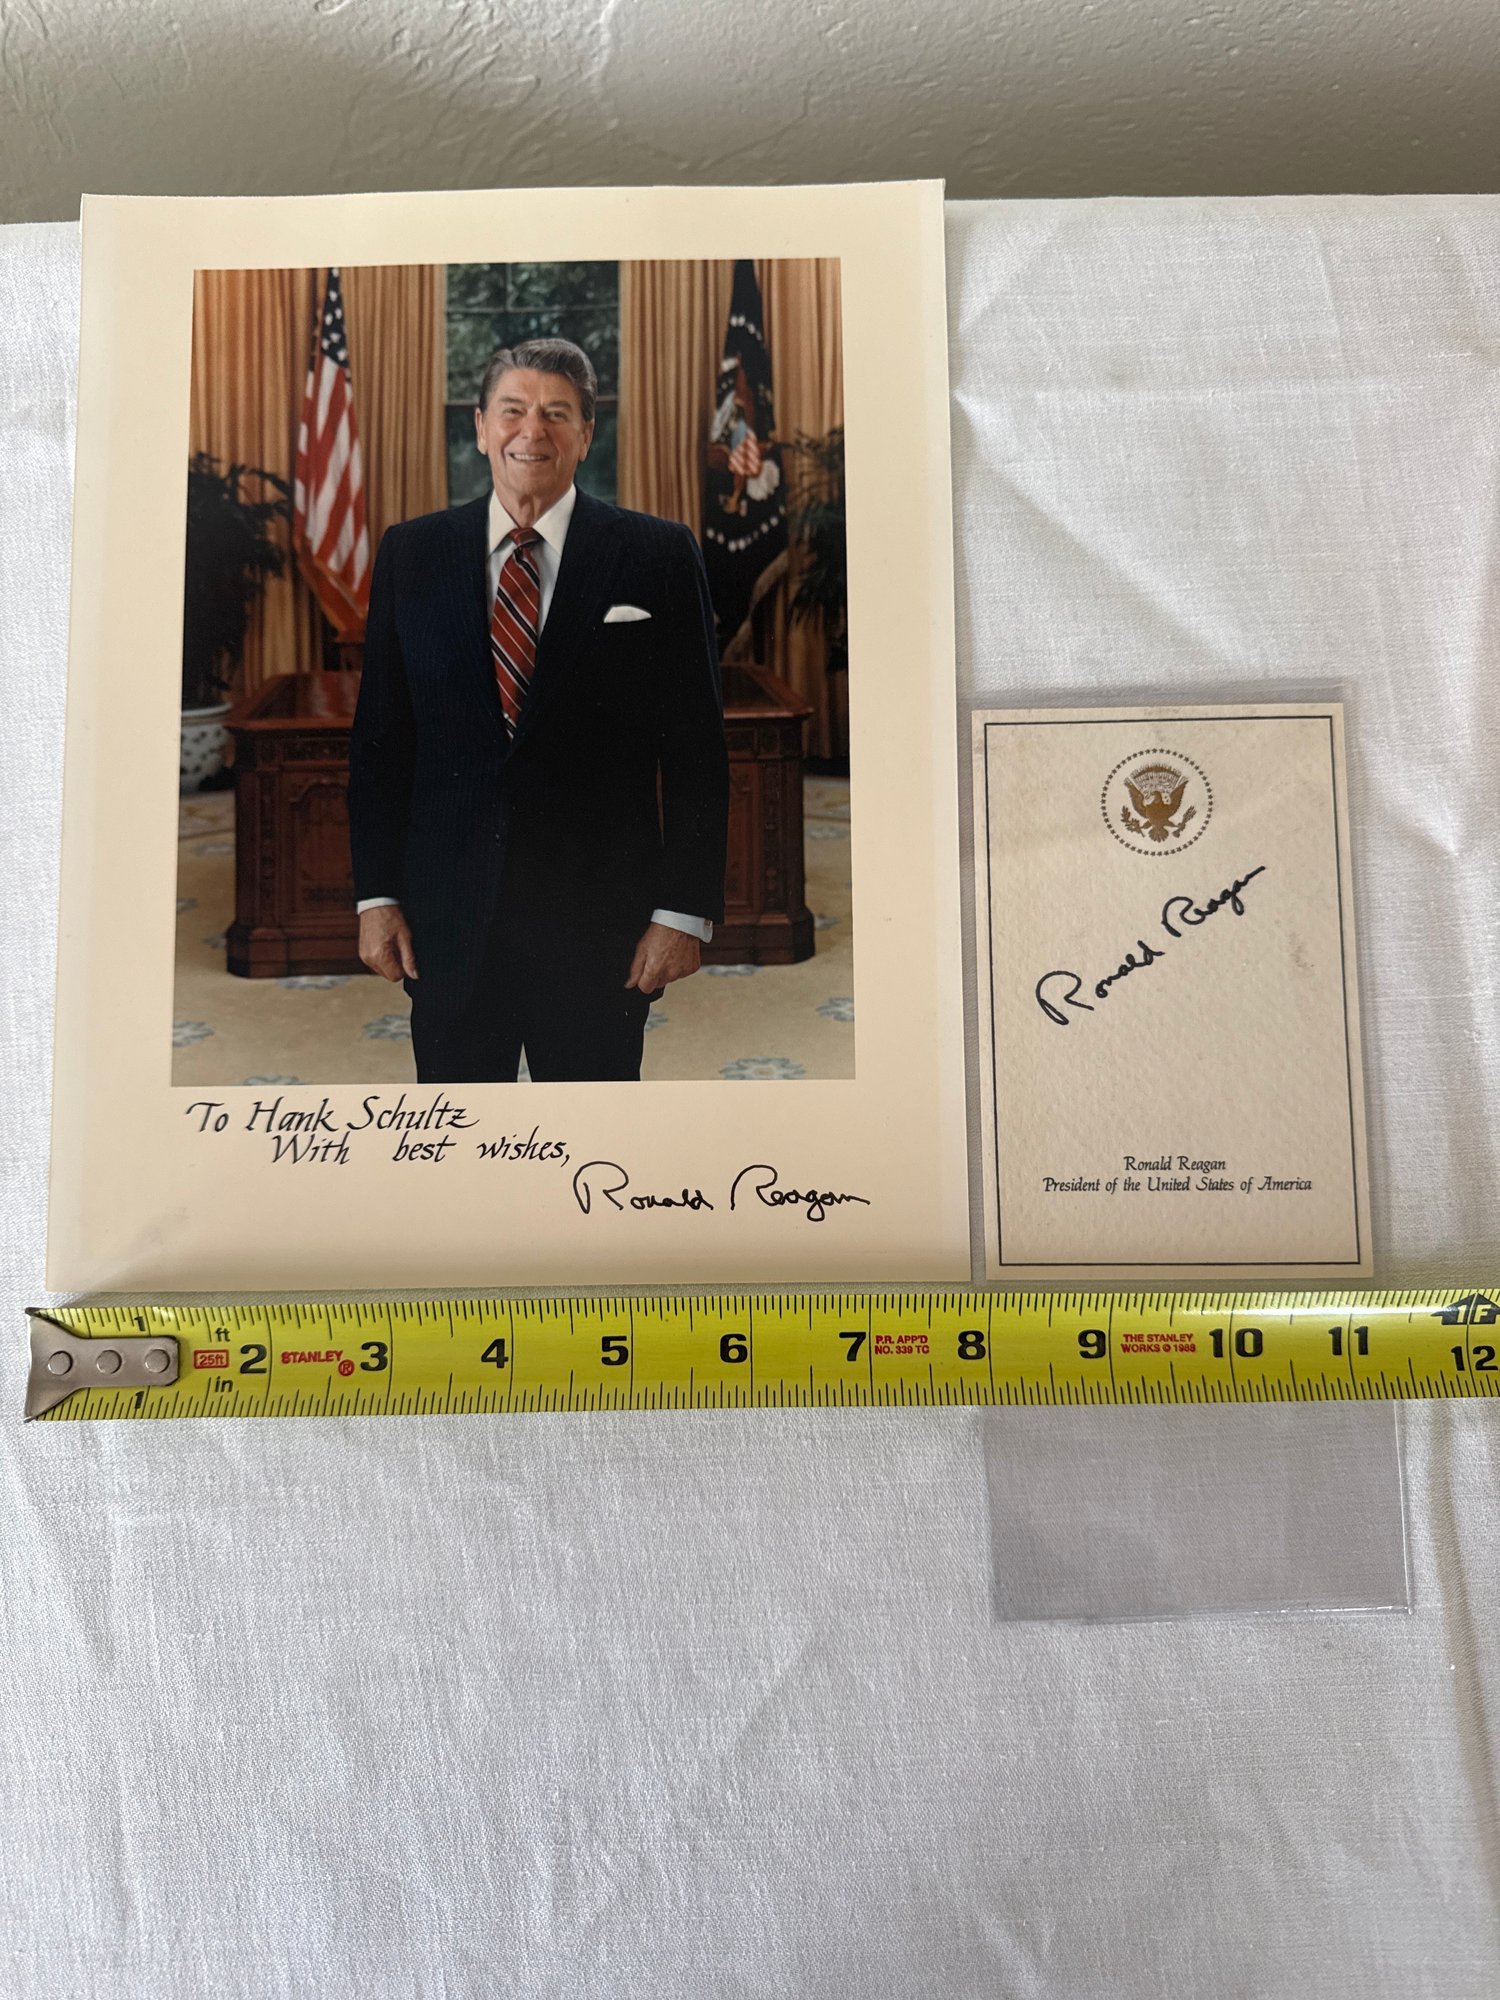 To Hank Schultz
With best wishes,
Ronald Reagan
Ronald Reagan
Ronald Reagan
President of the United States of America
1 ft 2 3 4 5 6 7 8 9 10 11 12
25ft STANLEY® P.R. APP'D THE STANLEY 1F
NO. 339 TC WORKS © 1988
in
1